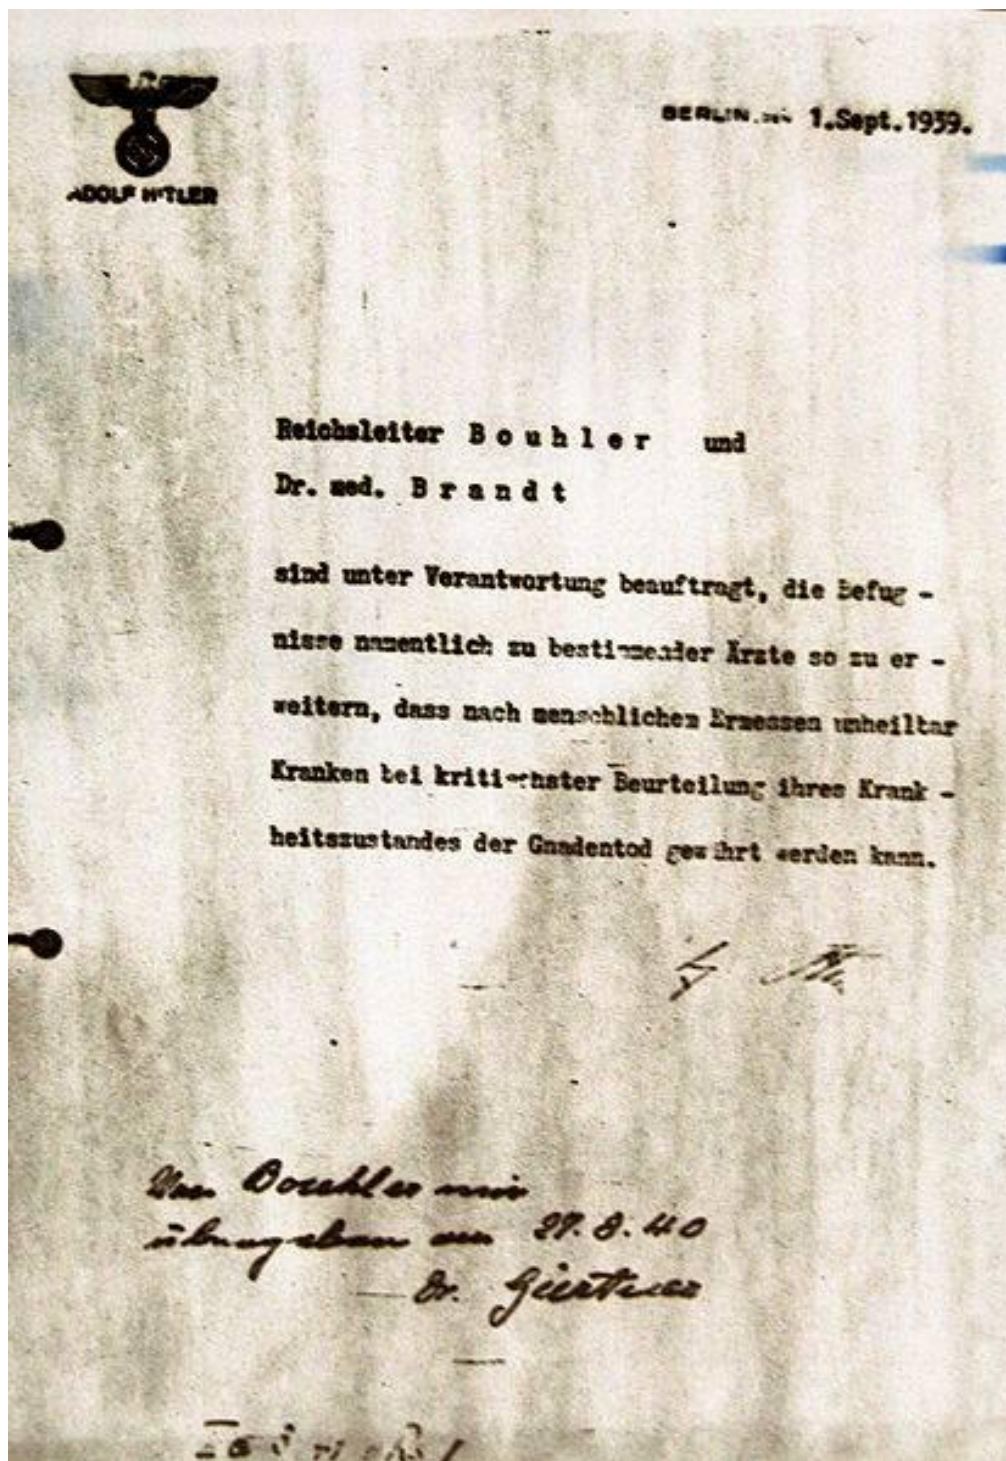 ADOLF HITLER
BERLIN, 1.Sept.1939.
Reichsleiter Bouhler und
Dr. med. Brandt
sind unter Verantwortung beauftragt, die Befug -
nisse namentlich zu bestimmender Ärzte so zu er -
weitern, dass nach menschlichem Ermessen unheilbar
Kranken bei kritischster Beurteilung ihres Krank -
heitszustandes der Gnadentod gewährt werden kann.
Von Bouhler mir
übergeben am 27.8.40
Dr. Gürtner